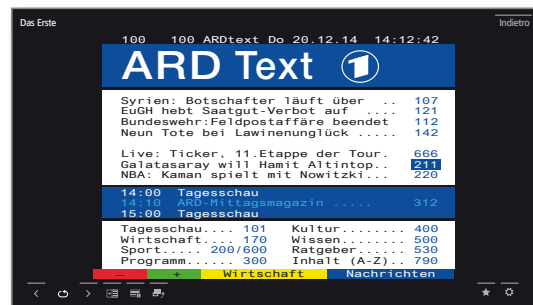 Das Erste
Indietro
100 100 ARDtext Do 20.12.14 14:12:42
ARD Text 1
Syrien: Botschafter läuft über .. 107
EuGH hebt Saatgut-Verbot auf .... 121
Bundeswehr:Feldpostaffäre beendet 112
Neun Tote bei Lawinenunglück ..... 142
Live: Ticker, 11.Etappe der Tour. 666
Galatasaray will Hamit Altintop.. 211
NBA: Kaman spielt mit Nowitzki... 220
14:00 Tagesschau
14:10 ARD-Mittagsmagazin ..... 312
15:00 Tagesschau
Tagesschau.... 101 Kultur........ 400
Wirtschaft.... 170 Wissen........ 500
Sport..... 200/600 Ratgeber...... 530
Programm...... 300 Inhalt (A-Z).. 790
− + Wirtschaft Nachrichten